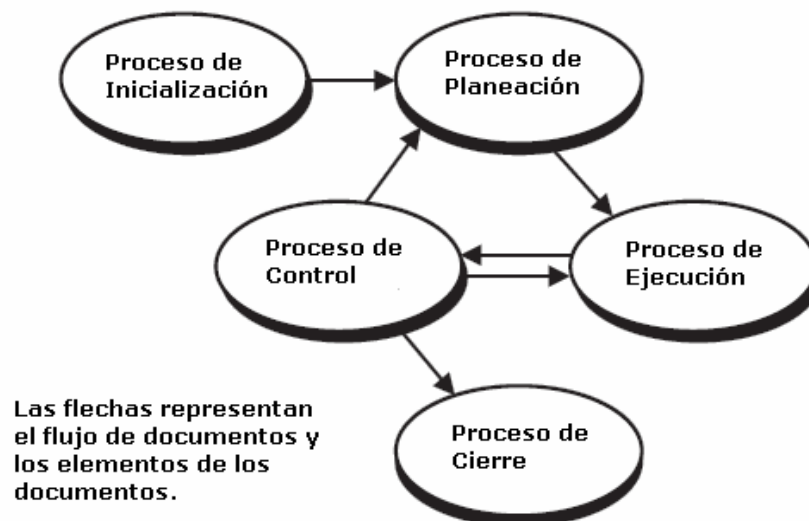 Proceso de
Inicialización
Proceso de
Planeación
Proceso de
Control
Proceso de
Ejecución
Proceso de
Cierre
Las flechas representan
el flujo de documentos y
los elementos de los
documentos.